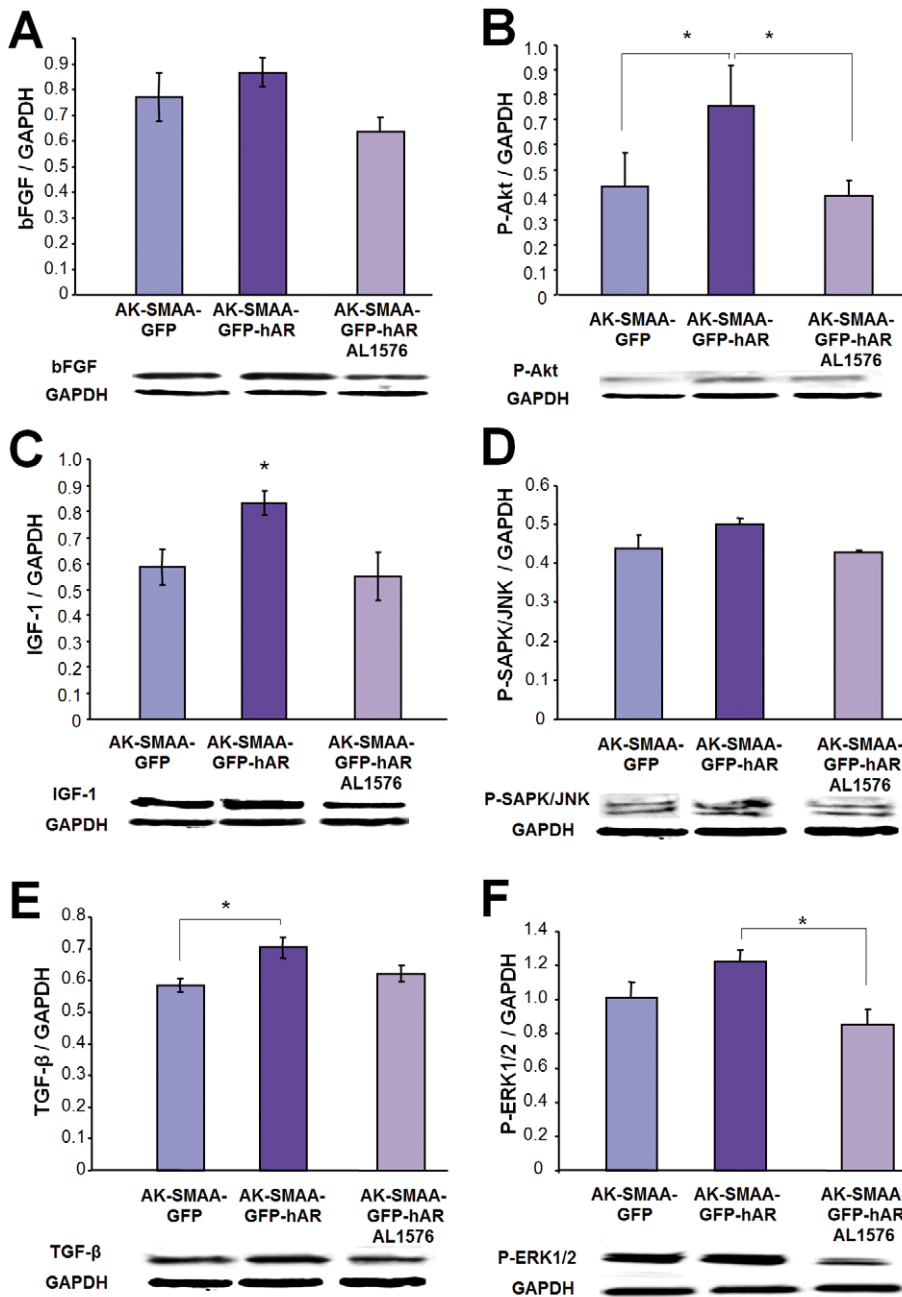 A
bFGF / GAPDH
0.9
0.8
0.7
0.6
0.5
0.4
0.3
0.2
0.1
0
AK-SMAA-
GFP
AK-SMAA-
GFP-hAR
AK-SMAA-
GFP-hAR
AL1576
bFGF
GAPDH
B
P-Akt / GAPDH
1.0
0.9
0.8
0.7
0.6
0.5
0.4
0.3
0.2
0.1
0
* *
AK-SMAA-
GFP
AK-SMAA-
GFP-hAR
AK-SMAA-
GFP-hAR
AL1576
P-Akt
GAPDH
C
IGF-1 / GAPDH
1.0
0.9
0.8
0.7
0.6
0.5
0.4
0.3
0.2
0.1
0
*
AK-SMAA-
GFP
AK-SMAA-
GFP-hAR
AK-SMAA-
GFP-hAR
AL1576
IGF-1
GAPDH
D
P-SAPK/JNK / GAPDH
0.6
0.5
0.4
0.3
0.2
0.1
0
AK-SMAA-
GFP
AK-SMAA-
GFP-hAR
AK-SMAA-
GFP-hAR
AL1576
P-SAPK/JNK
GAPDH
E
TGF-β / GAPDH
0.8
0.7
0.6
0.5
0.4
0.3
0.2
0.1
0
*
AK-SMAA-
GFP
AK-SMAA-
GFP-hAR
AK-SMAA-
GFP-hAR
AL1576
TGF-β
GAPDH
F
P-ERK1/2 / GAPDH
1.4
1.2
1.0
0.8
0.6
0.4
0.2
0
*
AK-SMAA-
GFP
AK-SMAA-
GFP-hAR
AK-SMAA-
GFP-hAR
AL1576
P-ERK1/2
GAPDH